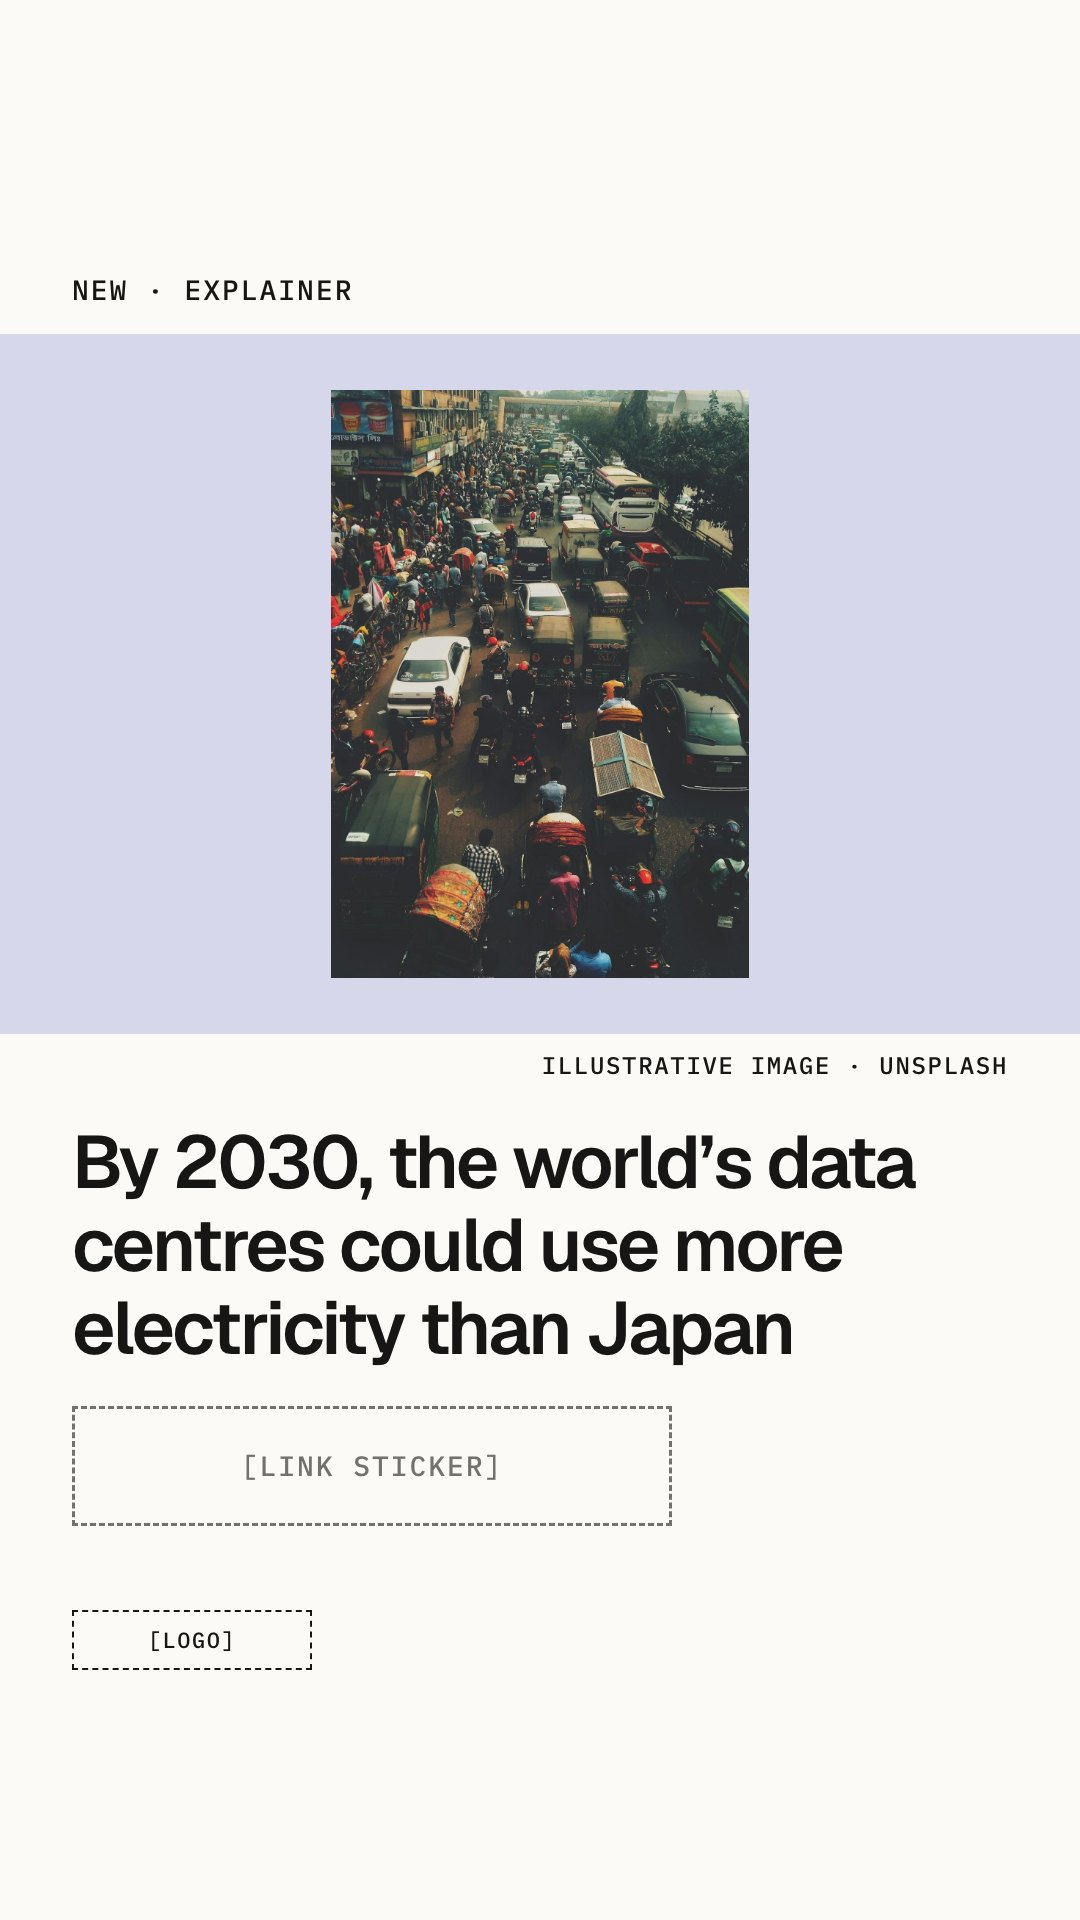 NEW · EXPLAINER
ILLUSTRATIVE IMAGE · UNSPLASH
By 2030, the world’s data
centres could use more
electricity than Japan
[LINK STICKER]
[LOGO]